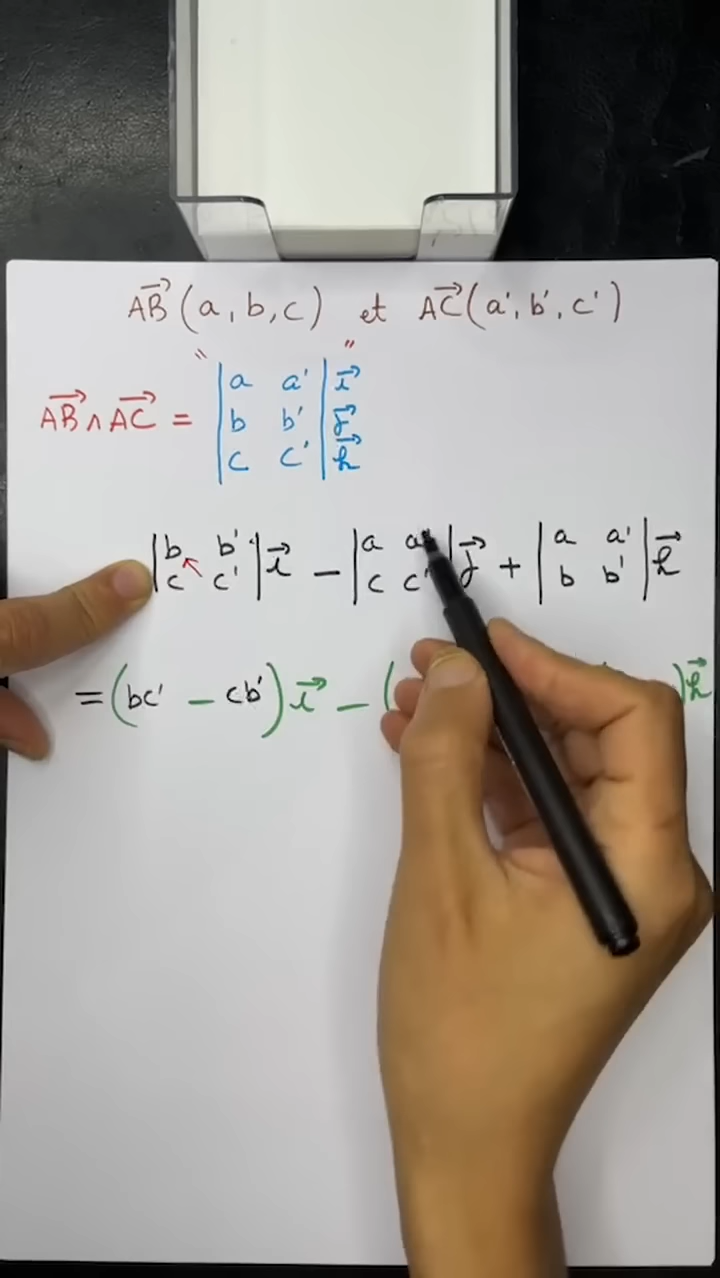 AB⃗ (a, b, c) et AC⃗ (a', b', c')
AB⃗ ∧ AC⃗ = "| a a' | i⃗
| b b' | j⃗
| c c' | k⃗"
| b b' | i⃗ − | a a' | j⃗ + | a a' | k⃗
| c c' | | c c' | | b b' |
= (bc' − cb') i⃗ − ( ) k⃗